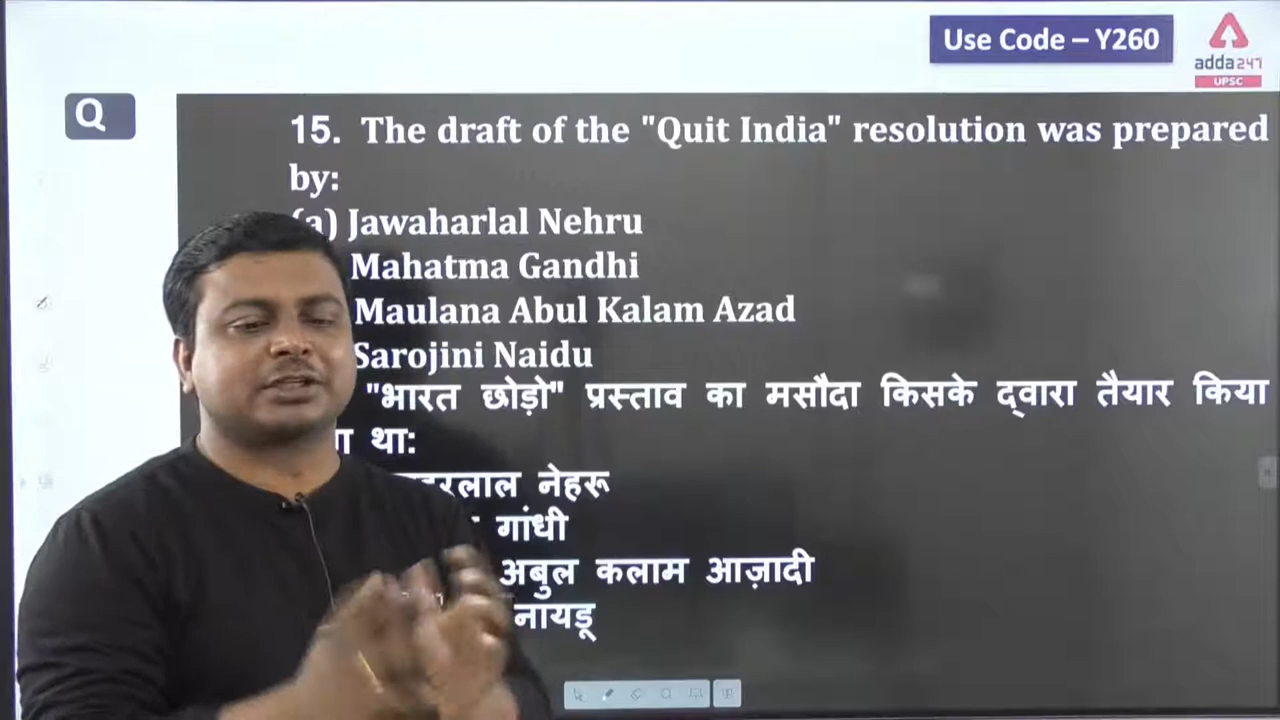 Use Code – Y260
adda247
UPSC
Q
15. The draft of the "Quit India" resolution was prepared
by:
(a) Jawaharlal Nehru
Mahatma Gandhi
Maulana Abul Kalam Azad
Sarojini Naidu
"भारत छोड़ो" प्रस्ताव का मसौदा किसके द्वारा तैयार किया
था:
नेहरू
गांधी
अबुल कलाम आज़ादी
नायडू